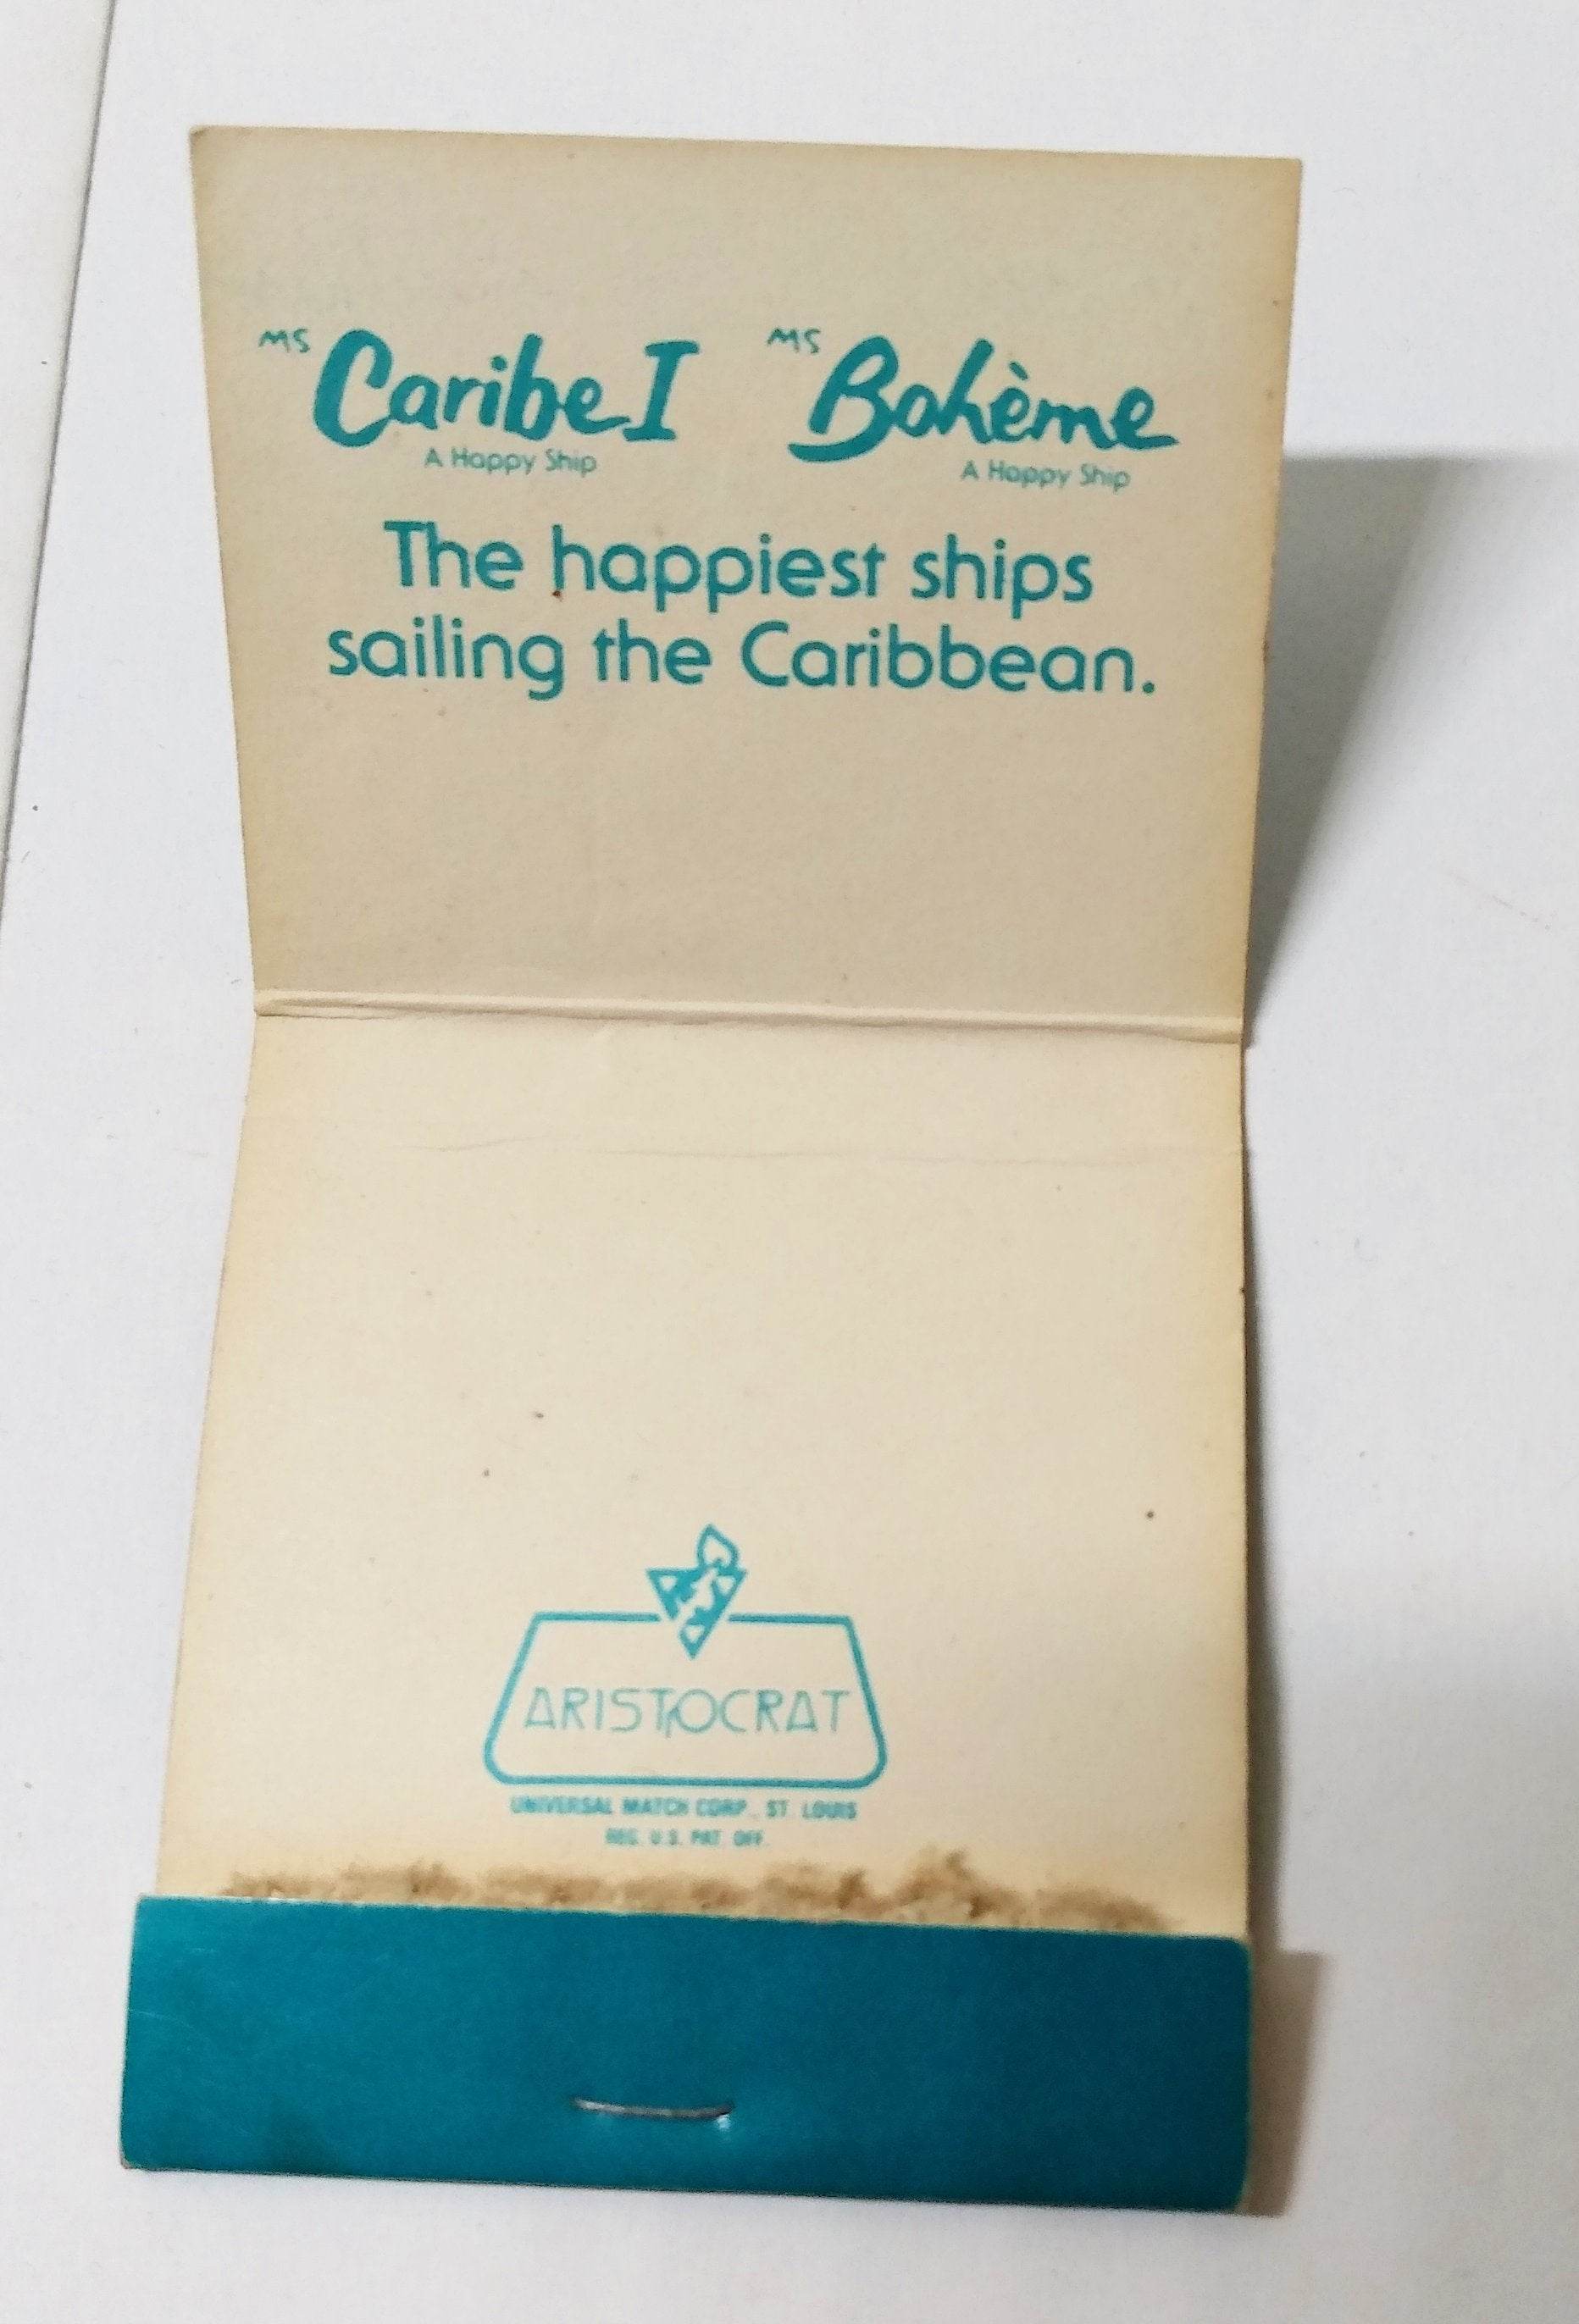 MS Caribe I MS Bohème
A Happy Ship A Happy Ship
The happiest ships
sailing the Caribbean.
ARISTOCRAT
UNIVERSAL MATCH CORP., ST. LOUIS
REG. U.S. PAT. OFF.